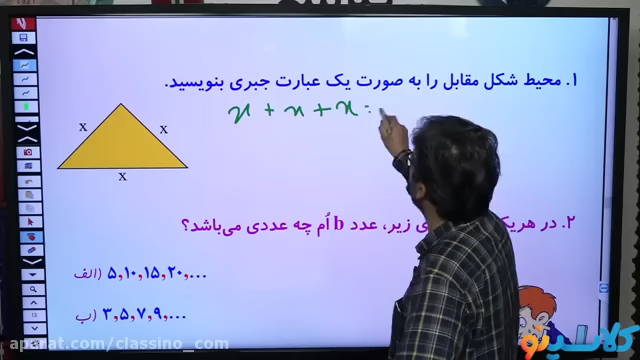 ۱. محیط شکل مقابل را به صورت یک عبارت جبری بنویسید.
x + x + x =
x
x
x
۲. در هریک ی زیر، عدد b اُم چه عددی می‌باشد؟
الف) ۵,۱۰,۱۵,۲۰,...
ب) ۳,۵,۷,۹,...
aparat.com/classino_com
کلاسینو